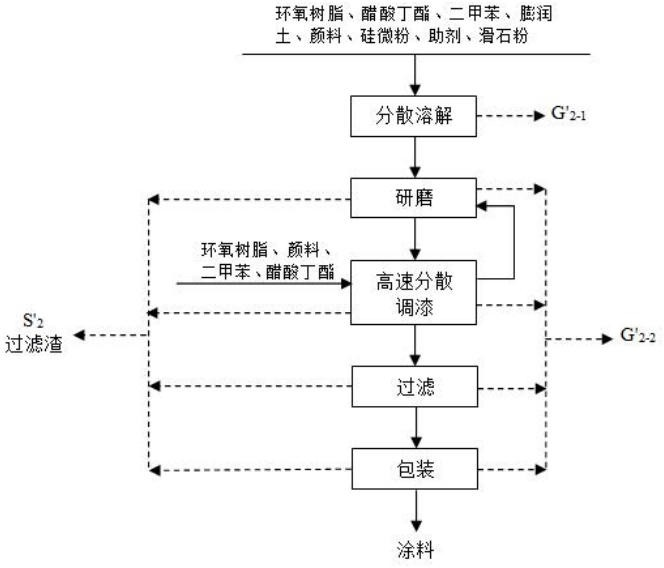 环氧树脂、醋酸丁酯、二甲苯、膨润
土、颜料、硅微粉、助剂、滑石粉
分散溶解
G'2-1
研磨
环氧树脂、颜料、
二甲苯、醋酸丁酯
高速分散
调漆
S'2
过滤渣
G'2-2
过滤
包装
涂料